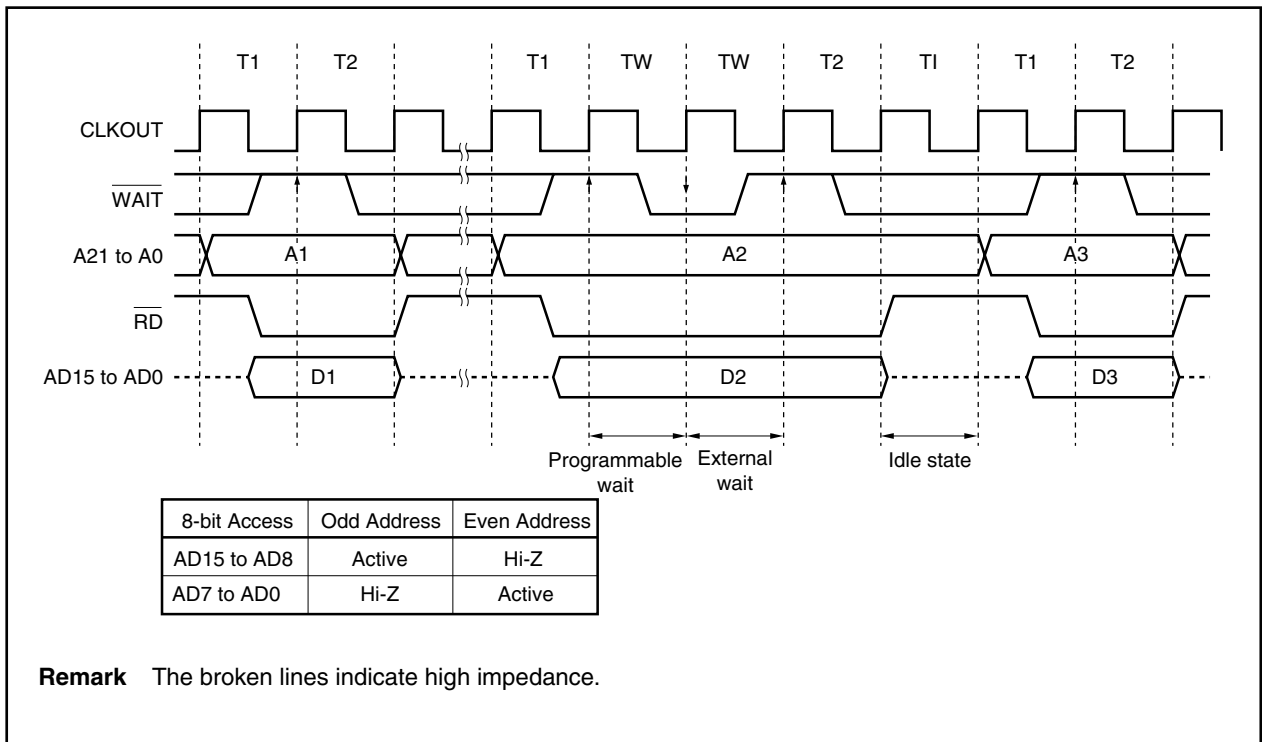 T1 T2 T1 TW TW T2 TI T1 T2
CLKOUT
WAIT
A21 to A0 A1 A2 A3
RD
AD15 to AD0 D1 D2 D3
Programmable wait External wait Idle state
8-bit Access Odd Address Even Address
AD15 to AD8 Active Hi-Z
AD7 to AD0 Hi-Z Active
Remark The broken lines indicate high impedance.